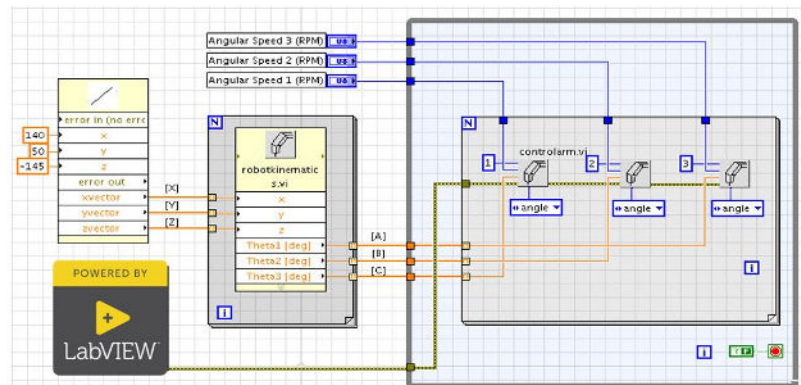 Angular Speed 3 (RPM) U8
Angular Speed 2 (RPM) U8
Angular Speed 1 (RPM) U8
error in (no erro
140 x
50 y
-145 z
error out
xvector [X]
yvector [Y]
zvector [Z]
N
robotkinematic
s.vi
x
y
z
Theta1 [deg] [A]
Theta2 [deg] [B]
Theta3 [deg] [C]
i
N
controlarm.vi
1 2 3
angle angle angle
i
i TF
POWERED BY
LabVIEW